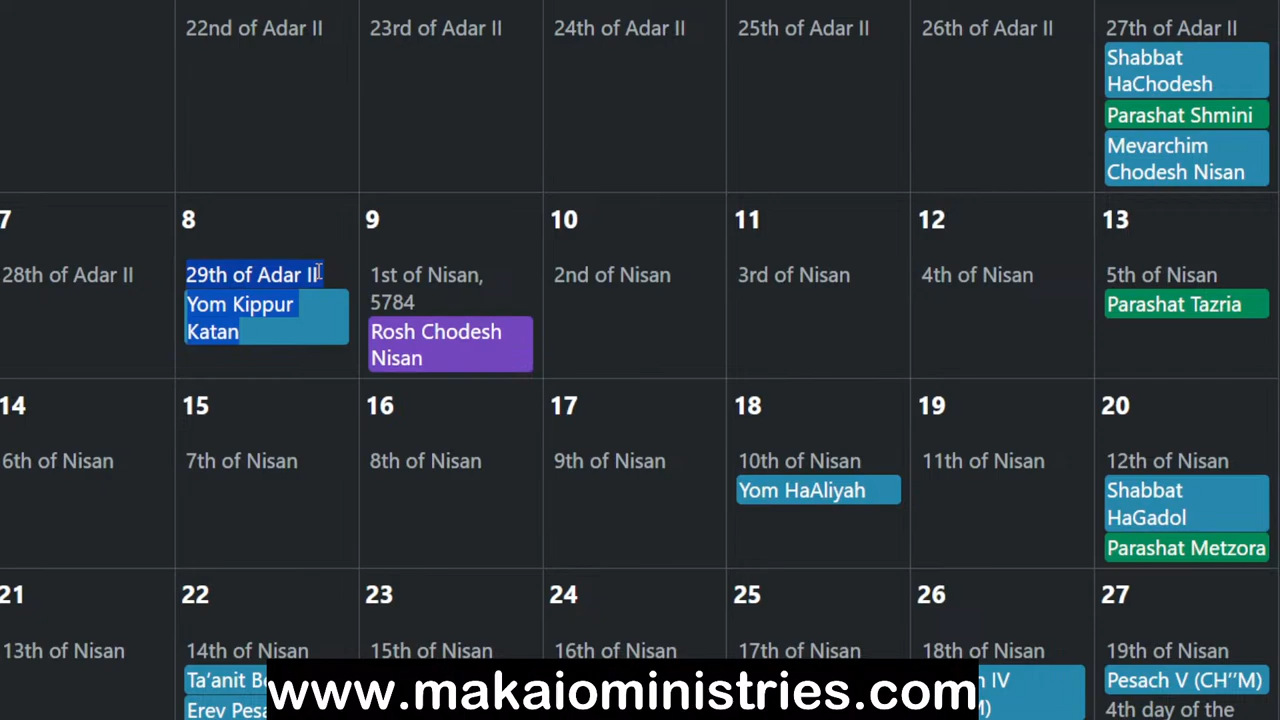 22nd of Adar II
23rd of Adar II
24th of Adar II
25th of Adar II
26th of Adar II
27th of Adar II
Shabbat
HaChodesh
Parashat Shmini
Mevarchim
Chodesh Nisan
7
28th of Adar II
8
29th of Adar II
Yom Kippur
Katan
9
1st of Nisan,
5784
Rosh Chodesh
Nisan
10
2nd of Nisan
11
3rd of Nisan
12
4th of Nisan
13
5th of Nisan
Parashat Tazria
14
6th of Nisan
15
7th of Nisan
16
8th of Nisan
17
9th of Nisan
18
10th of Nisan
Yom HaAliyah
19
11th of Nisan
20
12th of Nisan
Shabbat
HaGadol
Parashat Metzora
21
13th of Nisan
22
14th of Nisan
Ta’anit
Erev
23
15th of Nisan
24
16th of Nisan
25
17th of Nisan
26
18th of Nisan
IV
27
19th of Nisan
Pesach V (CH’’M)
4th day of the
www.makaiominislries.com